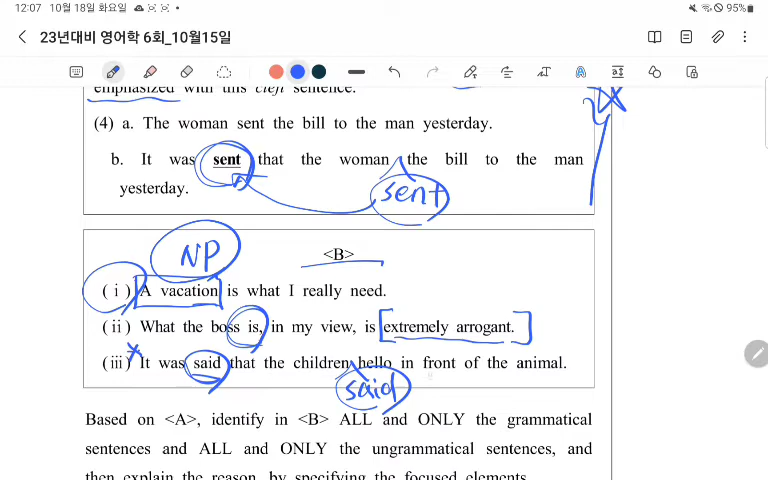 12:07 10월 18일 화요일
95%
23년대비 영어학 6회_10월15일
emphasized with this cleft sentence.
(4) a. The woman sent the bill to the man yesterday.
b. It was sent that the woman the bill to the man
yesterday.
sent
NP
<B>
(i) A vacation is what I really need.
(ii) What the boss is, in my view, is extremely arrogant.
(iii) It was said that the children hello in front of the animal.
said
Based on <A>, identify in <B> ALL and ONLY the grammatical
sentences and ALL and ONLY the ungrammatical sentences, and
then explain the reason, by specifying the focused elements.